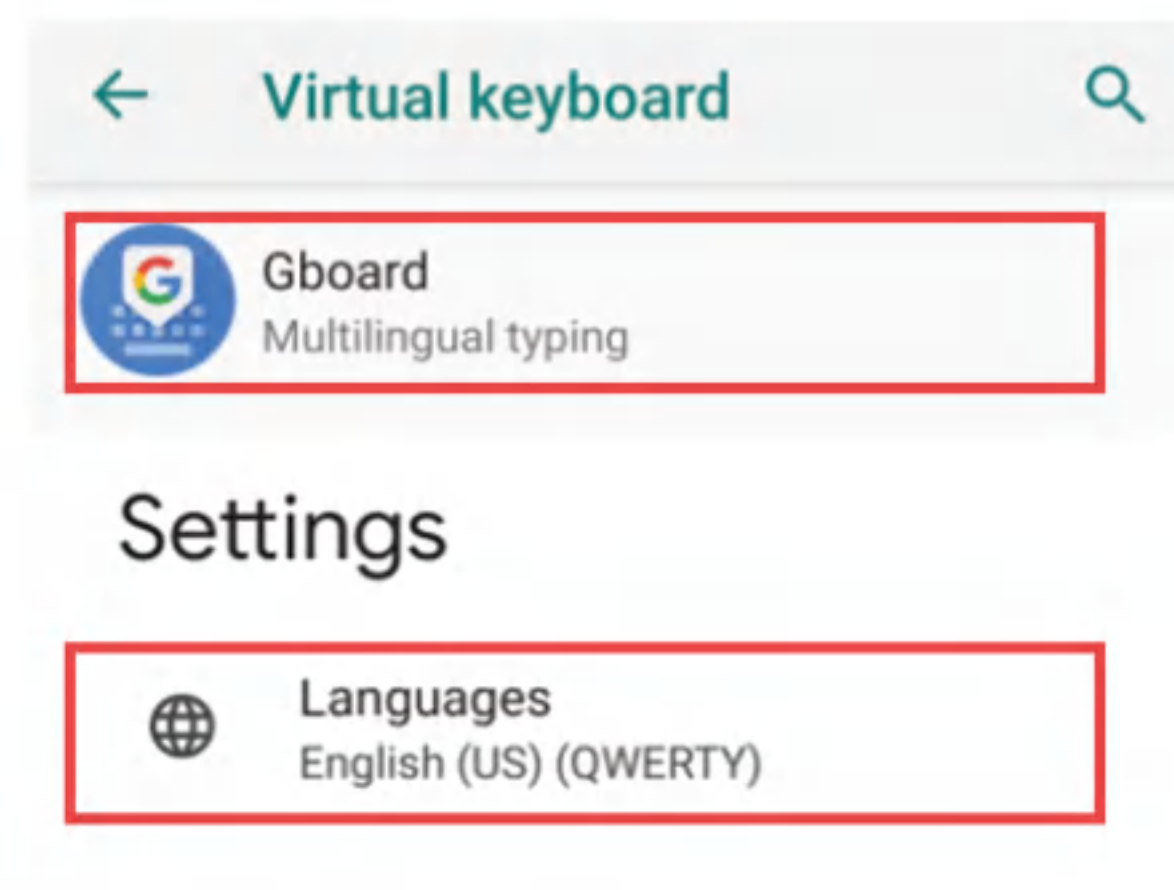 Virtual keyboard
Gboard
Multilingual typing
Settings
Languages
English (US) (QWERTY)